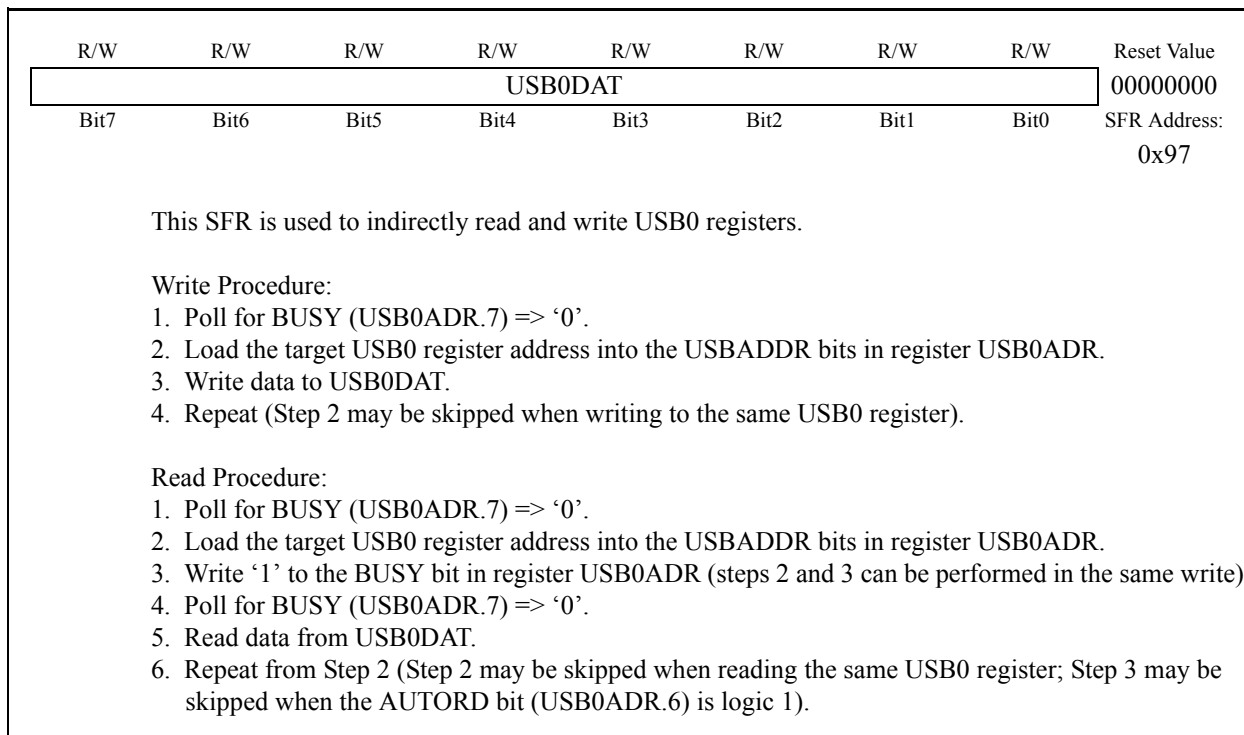 R/W R/W R/W R/W R/W R/W R/W R/W Reset Value
USB0DAT 00000000
Bit7 Bit6 Bit5 Bit4 Bit3 Bit2 Bit1 Bit0 SFR Address:
0x97
This SFR is used to indirectly read and write USB0 registers.
Write Procedure:
1. Poll for BUSY (USB0ADR.7) => ‘0’.
2. Load the target USB0 register address into the USBADDR bits in register USB0ADR.
3. Write data to USB0DAT.
4. Repeat (Step 2 may be skipped when writing to the same USB0 register).
Read Procedure:
1. Poll for BUSY (USB0ADR.7) => ‘0’.
2. Load the target USB0 register address into the USBADDR bits in register USB0ADR.
3. Write ‘1’ to the BUSY bit in register USB0ADR (steps 2 and 3 can be performed in the same write)
4. Poll for BUSY (USB0ADR.7) => ‘0’.
5. Read data from USB0DAT.
6. Repeat from Step 2 (Step 2 may be skipped when reading the same USB0 register; Step 3 may be
skipped when the AUTORD bit (USB0ADR.6) is logic 1).